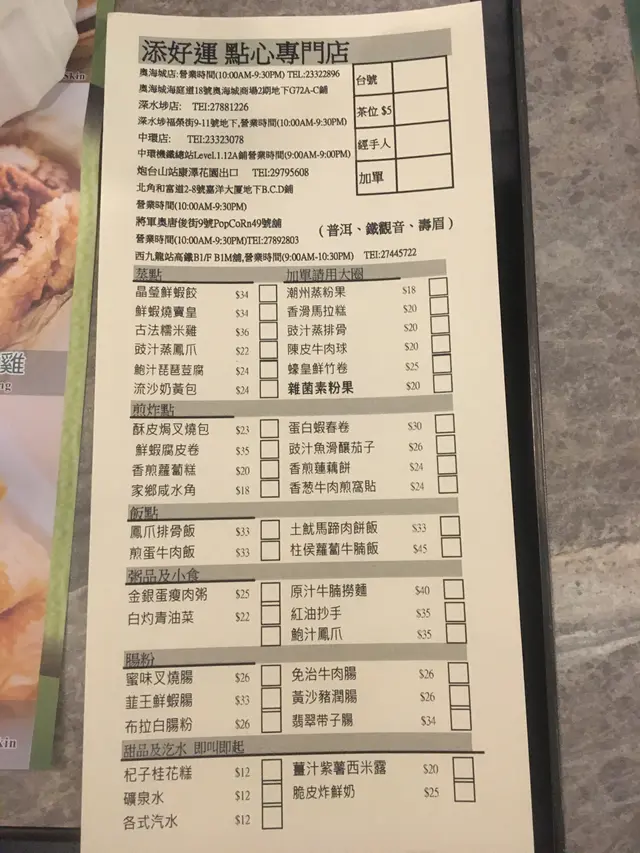 添好運 點心專門店
奧海城店:營業時間(10:00AM-9:30PM) TEL:23322896
奧海城海庭道18號奧海城商場2期地下G72A-C鋪
深水埗店: TEl:27881226
深水埗福榮街9-11號地下,營業時間(10:00AM-9:30PM)
中環店: TEl:23323078
中環機鐵總站Level.1.12A鋪營業時間(9:00AM-9:00PM)
炮台山站康澤花園出口 TEl:29795608
北角和富道2-8號嘉洋大厦地下B.C.D鋪
營業時間(10:00AM-9:30PM)
將軍奧唐俊街9號PopCoRn49號舖
營業時間(10:00AM-9:30PM)TEl:27892803
西九龍站高鐵B1/F B1M舖,營業時間(9:00AM-10:30PM) TEl:27445722
台號
茶位 $5
經手人
加單
(普洱、鐵觀音、壽眉)
蒸點 加單請用大圈
晶瑩鮮蝦餃 $34 潮州蒸粉果 $18
鮮蝦燒賣皇 $34 香滑馬拉糕 $20
古法糯米雞 $36 豉汁蒸排骨 $20
豉汁蒸鳳爪 $22 陳皮牛肉球 $20
鮑汁琵琶荳腐 $24 蠔皇鮮竹卷 $25
流沙奶黃包 $24 雜菌素粉果 $20
煎炸點
酥皮焗叉燒包 $23 蛋白蝦春卷 $30
鮮蝦腐皮卷 $35 豉汁魚滑釀茄子 $26
香煎蘿蔔糕 $20 香煎蓮藕餅 $24
家鄉咸水角 $18 香葱牛肉煎窩貼 $24
飯點
鳳爪排骨飯 $33 土魷馬蹄肉餅飯 $33
煎蛋牛肉飯 $33 柱侯蘿蔔牛腩飯 $45
粥品及小食
金銀蛋瘦肉粥 $25 原汁牛腩撈麵 $40
白灼青油菜 $22 紅油抄手 $35
鮑汁鳳爪 $35
腸粉
蜜味叉燒腸 $26 免治牛肉腸 $26
韮王鮮蝦腸 $33 黃沙豬潤腸 $26
布拉白腸粉 $26 翡翠带子腸 $34
甜品及汔水 即叫即起
杞子桂花糕 $12 薑汁紫薯西米露 $20
礦泉水 $12 脆皮炸鮮奶 $25
各式汽水 $12
Skin
雞
ng
kin